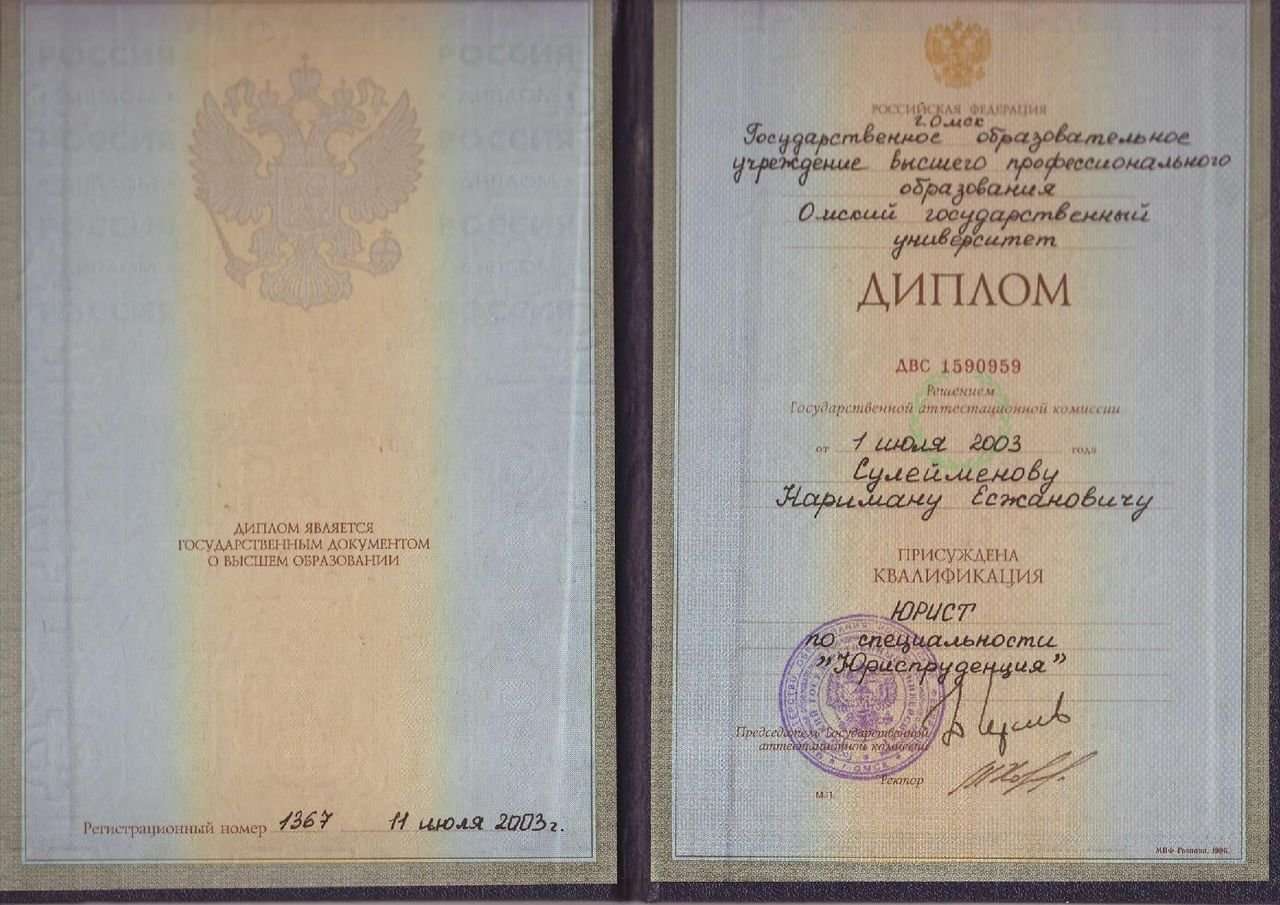 ДИПЛОМ ЯВЛЯЕТСЯ
ГОСУДАРСТВЕННЫМ ДОКУМЕНТОМ
О ВЫСШЕМ ОБРАЗОВАНИИ
Регистрационный номер 1367 11 июля 2003г.
РОССИЙСКАЯ ФЕДЕРАЦИЯ
г. Омск
Государственное образовательное
учреждение высшего профессионального
образования
Омский государственный
университет
ДИПЛОМ
ДВС 1590959
Решением
Государственной аттестационной комиссии
от 1 июля 2003 года
Сулейменову
Нариману Есжановичу
ПРИСУЖДЕНА
КВАЛИФИКАЦИЯ
ЮРИСТ
по специальности
"Юриспруденция"
Председатель Государственной
аттестационной комиссии
Ректор
М.П.